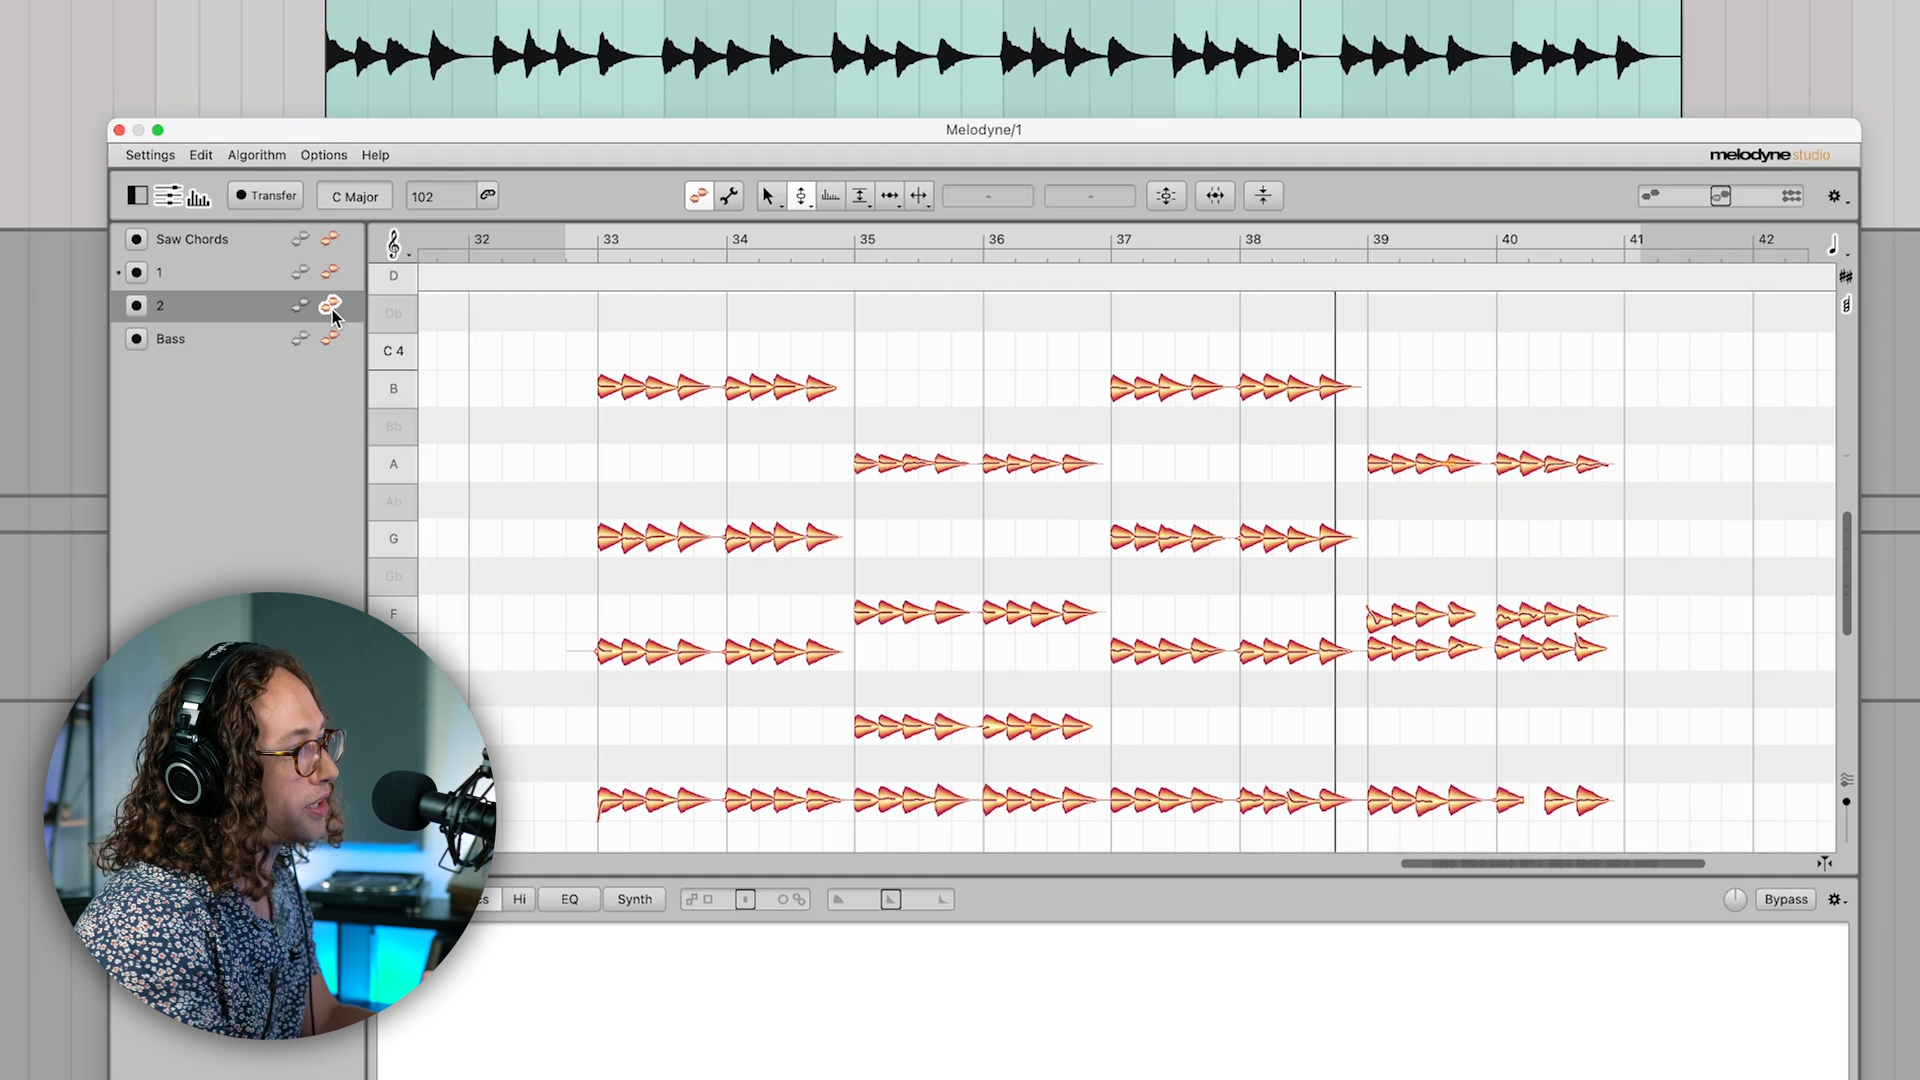 Melodyne/1
Settings Edit Algorithm Options Help
melodyne studio
Transfer
C Major
102
-
-
Saw Chords
1
2
Bass
32 33 34 35 36 37 38 39 40 41 42
D
Db
C 4
B
Bb
A
Ab
G
Gb
F
Hi
EQ
Synth
Bypass